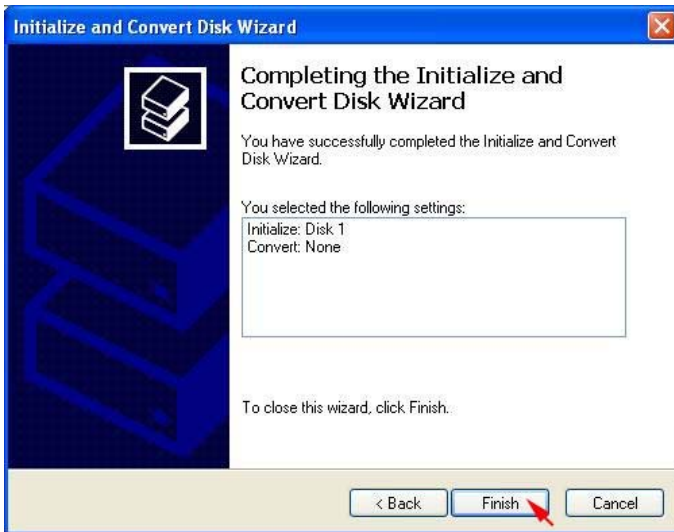 Initialize and Convert Disk Wizard
Completing the Initialize and
Convert Disk Wizard
You have successfully completed the Initialize and Convert
Disk Wizard.
You selected the following settings:
Initialize: Disk 1
Convert: None
To close this wizard, click Finish.
< Back Finish Cancel